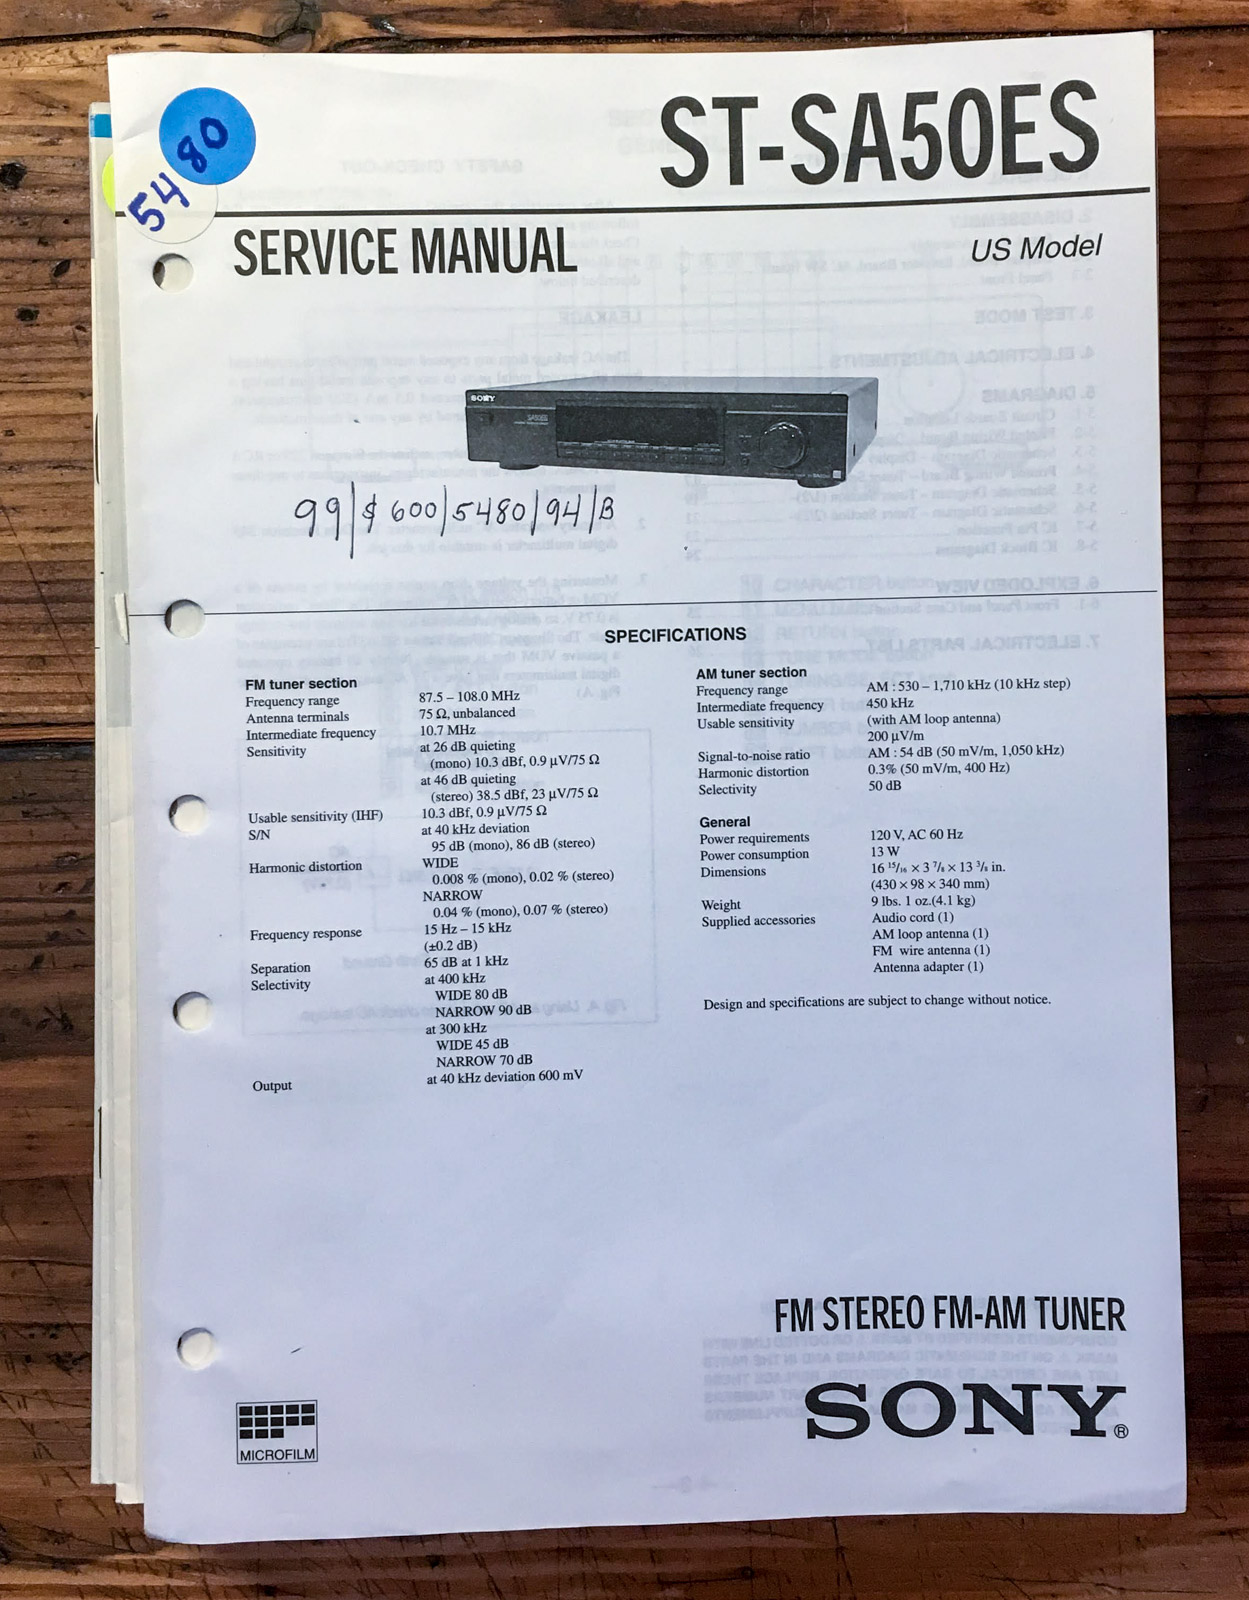 5480
ST-SA50ES
SERVICE MANUAL
US Model
SONY
SA50ES
99/$ 600/5480/94/B
SPECIFICATIONS
FM tuner section
Frequency range 87.5 – 108.0 MHz
Antenna terminals 75 Ω, unbalanced
Intermediate frequency 10.7 MHz
Sensitivity at 26 dB quieting
(mono) 10.3 dBf, 0.9 µV/75 Ω
at 46 dB quieting
(stereo) 38.5 dBf, 23 µV/75 Ω
Usable sensitivity (IHF) 10.3 dBf, 0.9 µV/75 Ω
S/N at 40 kHz deviation
95 dB (mono), 86 dB (stereo)
Harmonic distortion WIDE
0.008 % (mono), 0.02 % (stereo)
NARROW
0.04 % (mono), 0.07 % (stereo)
Frequency response 15 Hz – 15 kHz
(±0.2 dB)
Separation 65 dB at 1 kHz
Selectivity at 400 kHz
WIDE 80 dB
NARROW 90 dB
at 300 kHz
WIDE 45 dB
NARROW 70 dB
Output at 40 kHz deviation 600 mV
AM tuner section
Frequency range AM : 530 – 1,710 kHz (10 kHz step)
Intermediate frequency 450 kHz
Usable sensitivity (with AM loop antenna)
200 µV/m
Signal-to-noise ratio AM : 54 dB (50 mV/m, 1,050 kHz)
Harmonic distortion 0.3% (50 mV/m, 400 Hz)
Selectivity 50 dB
General
Power requirements 120 V, AC 60 Hz
Power consumption 13 W
Dimensions 16 15/16 × 3 7/8 × 13 3/8 in.
(430 × 98 × 340 mm)
Weight 9 lbs. 1 oz.(4.1 kg)
Supplied accessories Audio cord (1)
AM loop antenna (1)
FM wire antenna (1)
Antenna adapter (1)
Design and specifications are subject to change without notice.
FM STEREO FM-AM TUNER
SONY®
MICROFILM